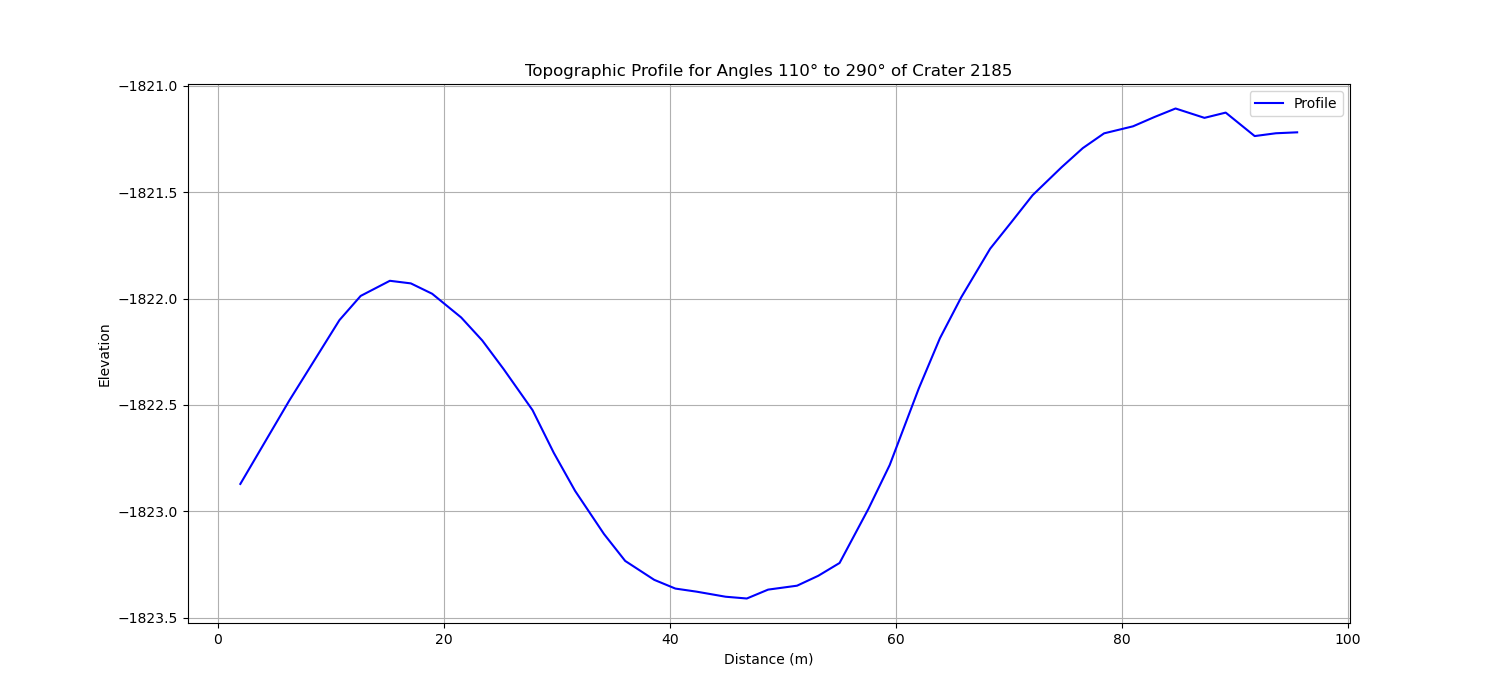 Topographic Profile for Angles 110° to 290° of Crater 2185
Profile
Elevation
−1821.0
−1821.5
−1822.0
−1822.5
−1823.0
−1823.5
0 20 40 60 80 100
Distance (m)